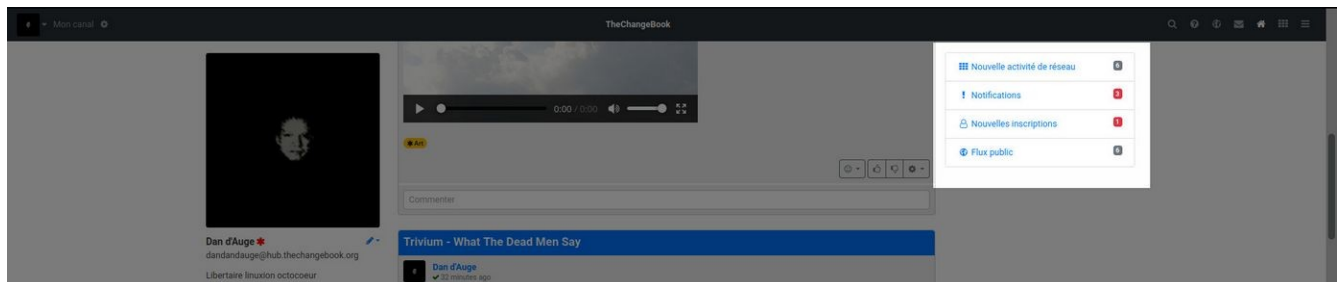 Mon canal
TheChangeBook
0:00 / 0:00
Art
Commenter
Dan d'Auge
dandandauge@hub.thechangebook.org
Libertaire linuxion octocoeur
Trivium - What The Dead Men Say
Dan d'Auge
32 minutes ago
Nouvelle activité de réseau 6
Notifications 3
Nouvelles inscriptions 1
Flux public 6